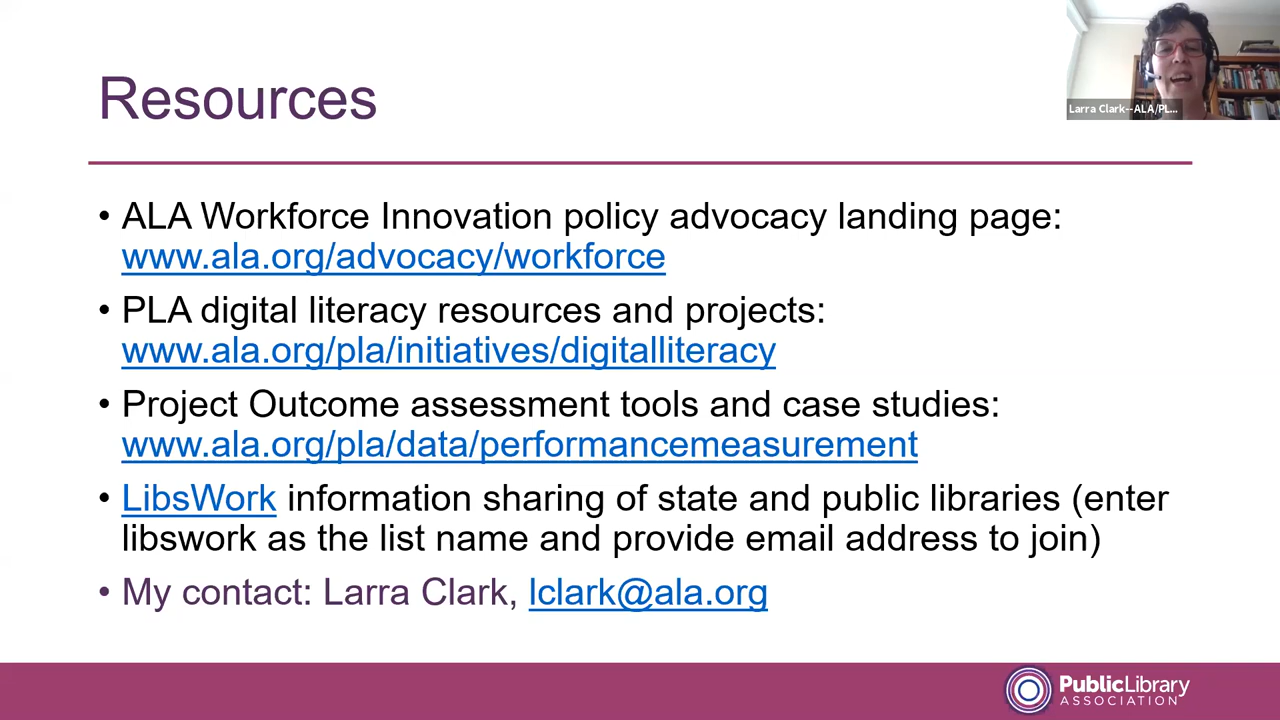 Resources
Larra Clark--ALA/PL...
• ALA Workforce Innovation policy advocacy landing page:
www.ala.org/advocacy/workforce
• PLA digital literacy resources and projects:
www.ala.org/pla/initiatives/digitalliteracy
• Project Outcome assessment tools and case studies:
www.ala.org/pla/data/performancemeasurement
• LibsWork information sharing of state and public libraries (enter
libswork as the list name and provide email address to join)
• My contact: Larra Clark, lclark@ala.org
PublicLibrary
ASSOCIATION